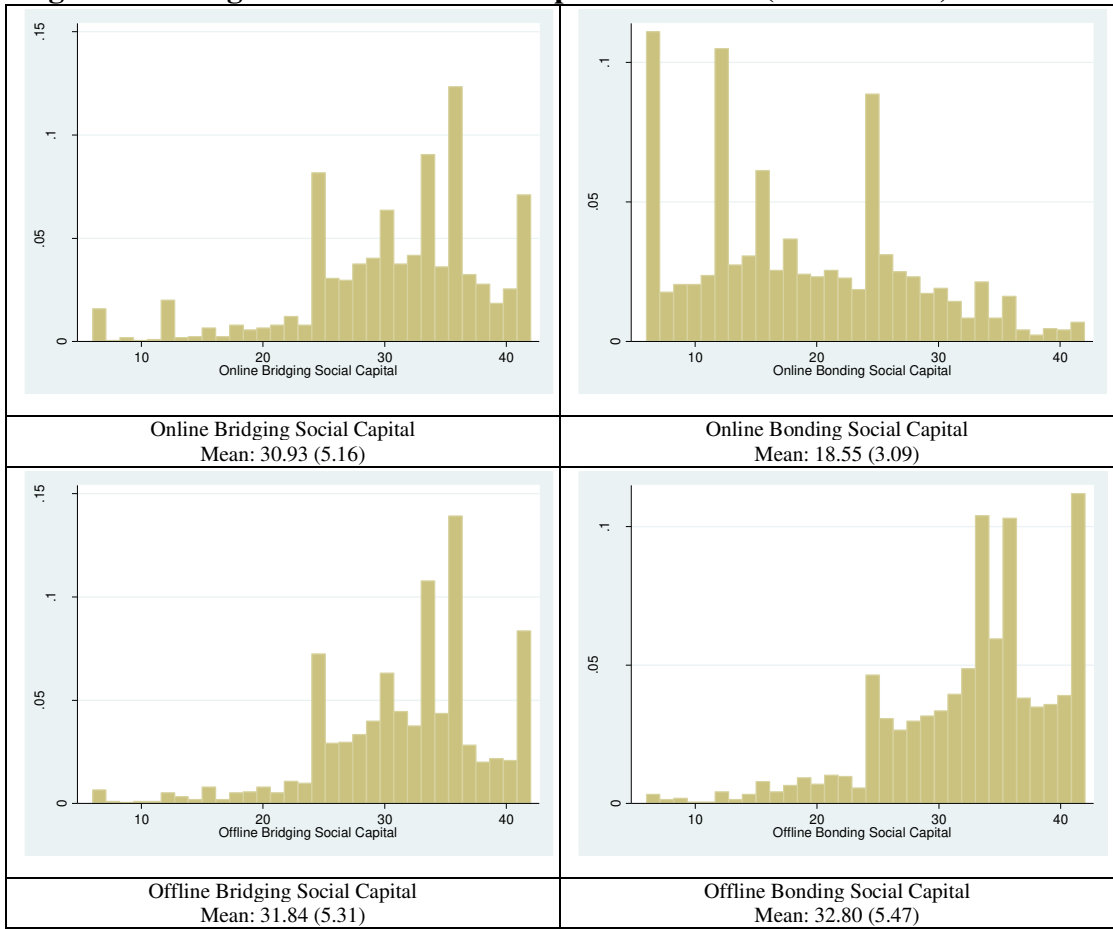 .15
.1
.05
0
10 20 30 40
Online Bridging Social Capital
.1
.05
0
10 20 30 40
Online Bonding Social Capital
Online Bridging Social Capital
Mean: 30.93 (5.16)
Online Bonding Social Capital
Mean: 18.55 (3.09)
.15
.1
.05
0
10 20 30 40
Offline Bridging Social Capital
.1
.05
0
10 20 30 40
Offline Bonding Social Capital
Offline Bridging Social Capital
Mean: 31.84 (5.31)
Offline Bonding Social Capital
Mean: 32.80 (5.47)